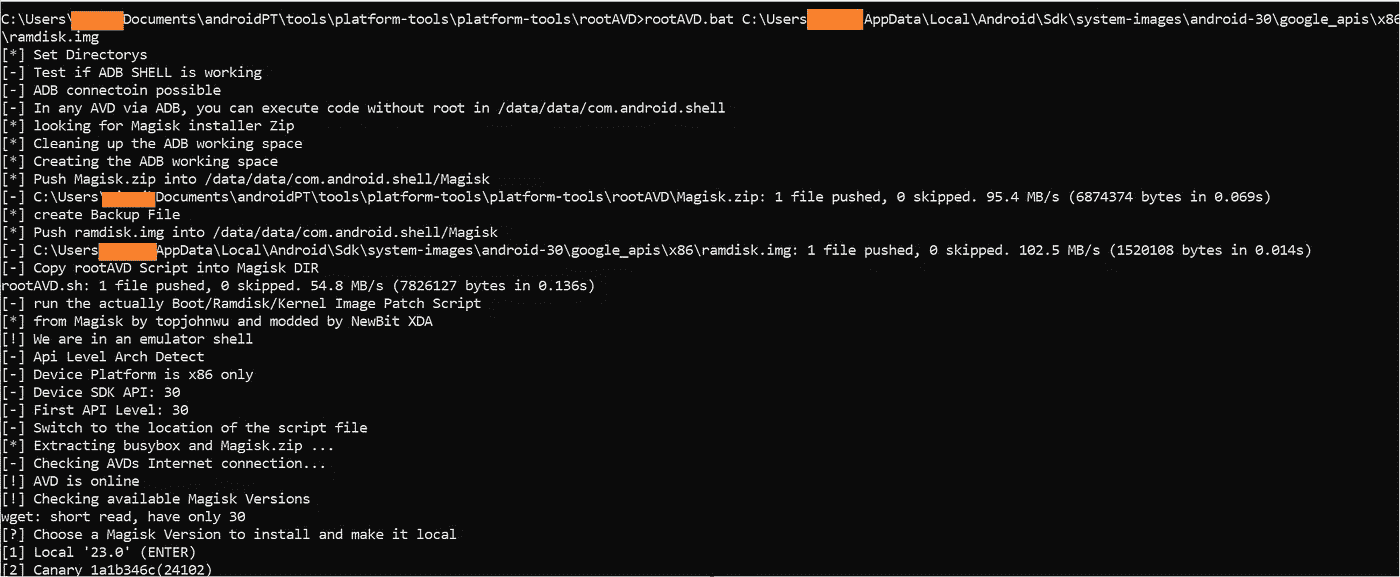 C:\Users\Documents\androidPT\tools\platform-tools\platform-tools\rootAVD>rootAVD.bat C:\Users AppData\Local\Android\Sdk\system-images\android-30\google_apis\x86
\ramdisk.img
[*] Set Directorys
[-] Test if ADB SHELL is working
[-] ADB connectoin possible
[-] In any AVD via ADB, you can execute code without root in /data/data/com.android.shell
[*] looking for Magisk installer Zip
[*] Cleaning up the ADB working space
[*] Creating the ADB working space
[*] Push Magisk.zip into /data/data/com.android.shell/Magisk
[-] C:\Users\Documents\androidPT\tools\platform-tools\platform-tools\rootAVD\Magisk.zip: 1 file pushed, 0 skipped. 95.4 MB/s (6874374 bytes in 0.069s)
[*] create Backup File
[*] Push ramdisk.img into /data/data/com.android.shell/Magisk
[-] C:\Users AppData\Local\Android\Sdk\system-images\android-30\google_apis\x86\ramdisk.img: 1 file pushed, 0 skipped. 102.5 MB/s (1520108 bytes in 0.014s)
[-] Copy rootAVD Script into Magisk DIR
rootAVD.sh: 1 file pushed, 0 skipped. 54.8 MB/s (7826127 bytes in 0.136s)
[-] run the actually Boot/Ramdisk/Kernel Image Patch Script
[*] from Magisk by topjohnwu and modded by NewBit XDA
[!] We are in an emulator shell
[-] Api Level Arch Detect
[-] Device Platform is x86 only
[-] Device SDK API: 30
[-] First API Level: 30
[-] Switch to the location of the script file
[*] Extracting busybox and Magisk.zip ...
[-] Checking AVDs Internet connection...
[!] AVD is online
[!] Checking available Magisk Versions
wget: short read, have only 30
[?] Choose a Magisk Version to install and make it local
[1] Local '23.0' (ENTER)
[2] Canary 1a1b346c(24102)